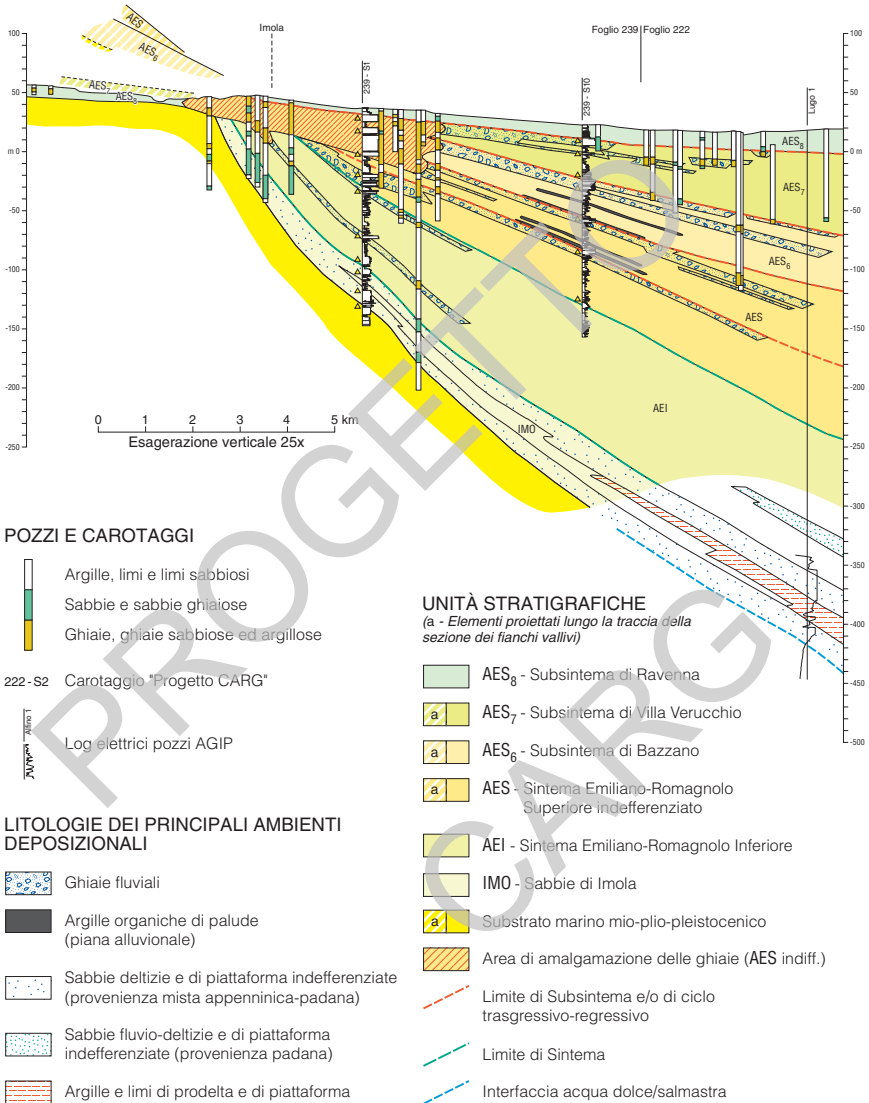 AES
AES6
AES7
AES8
Imola
239 - S1
Foglio 239 Foglio 222
239 - S10
Lugo 1
100
50
m 0
-50
-100
-150
-200
-250
100
50
m 0
-50
-100
-150
-200
-250
-300
-350
-400
-450
-500
AES8
AES7
AES6
AES
AEI
IMO
0 1 2 3 4 5 km
Esagerazione verticale 25x
PROGETTO
CARG
POZZI E CAROTAGGI
Argille, limi e limi sabbiosi
Sabbie e sabbie ghiaiose
Ghiaie, ghiaie sabbiose ed argillose
222 - S2 Carotaggio "Progetto CARG"
Alfino 1
Log elettrici pozzi AGIP
LITOLOGIE DEI PRINCIPALI AMBIENTI
DEPOSIZIONALI
Ghiaie fluviali
Argille organiche di palude
(piana alluvionale)
Sabbie deltizie e di piattaforma indefferenziate
(provenienza mista appenninica-padana)
Sabbie fluvio-deltizie e di piattaforma
indefferenziate (provenienza padana)
Argille e limi di prodelta e di piattaforma
UNITÀ STRATIGRAFICHE
(a - Elementi proiettati lungo la traccia della
sezione dei fianchi vallivi)
AES8 - Subsintema di Ravenna
a AES7 - Subsintema di Villa Verucchio
a AES6 - Subsintema di Bazzano
a AES - Sintema Emiliano-Romagnolo
Superiore indefferenziato
AEI - Sintema Emiliano-Romagnolo Inferiore
IMO - Sabbie di Imola
a Substrato marino mio-plio-pleistocenico
Area di amalgamazione delle ghiaie (AES indiff.)
Limite di Subsintema e/o di ciclo
trasgressivo-regressivo
Limite di Sintema
Interfaccia acqua dolce/salmastra